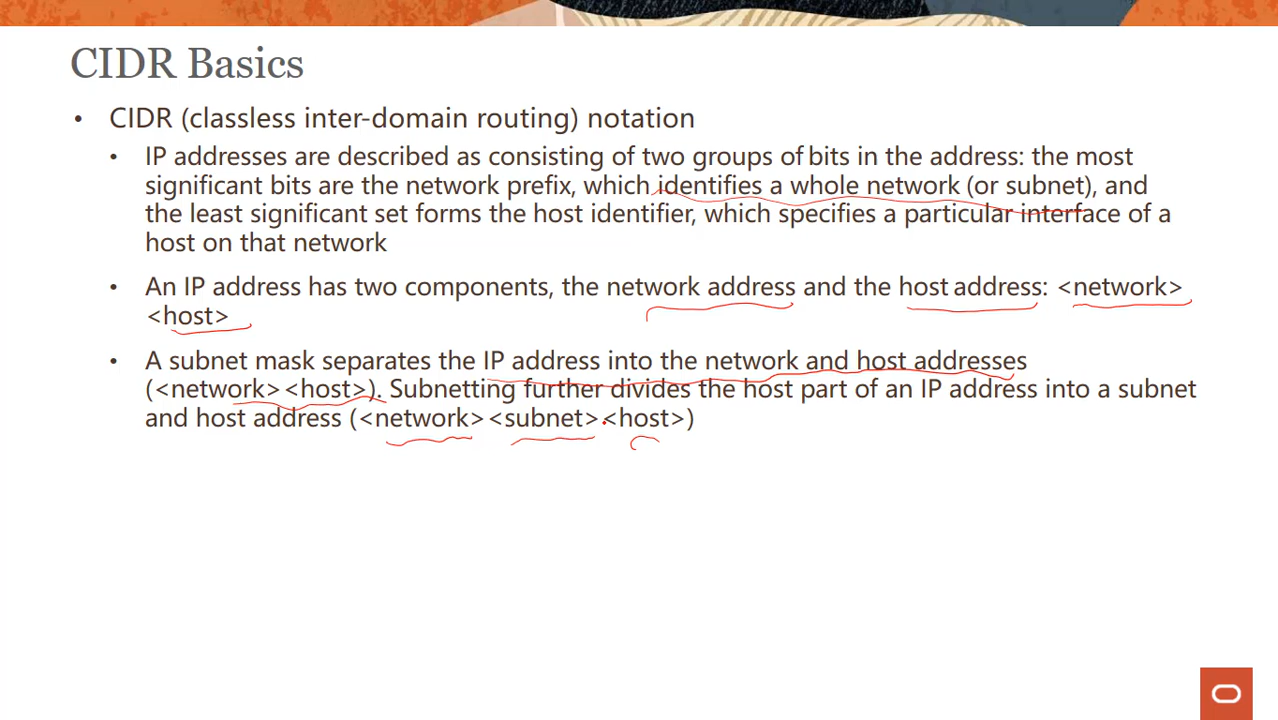 CIDR Basics
• CIDR (classless inter-domain routing) notation
• IP addresses are described as consisting of two groups of bits in the address: the most
significant bits are the network prefix, which identifies a whole network (or subnet), and
the least significant set forms the host identifier, which specifies a particular interface of a
host on that network
• An IP address has two components, the network address and the host address: <network>
<host>
• A subnet mask separates the IP address into the network and host addresses
(<network><host>). Subnetting further divides the host part of an IP address into a subnet
and host address (<network><subnet><host>)